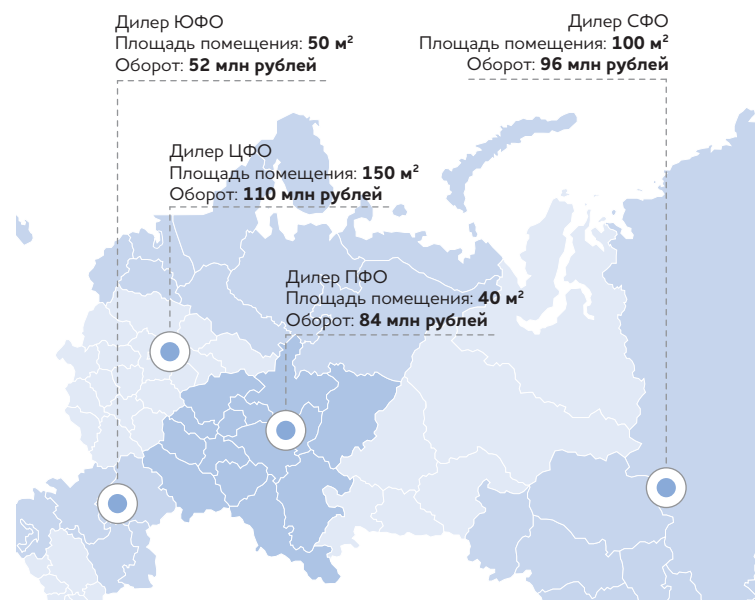 Дилер ЮФО
Площадь помещения: 50 м²
Оборот: 52 млн рублей
Дилер СФО
Площадь помещения: 100 м²
Оборот: 96 млн рублей
Дилер ЦФО
Площадь помещения: 150 м²
Оборот: 110 млн рублей
Дилер ПФО
Площадь помещения: 40 м²
Оборот: 84 млн рублей